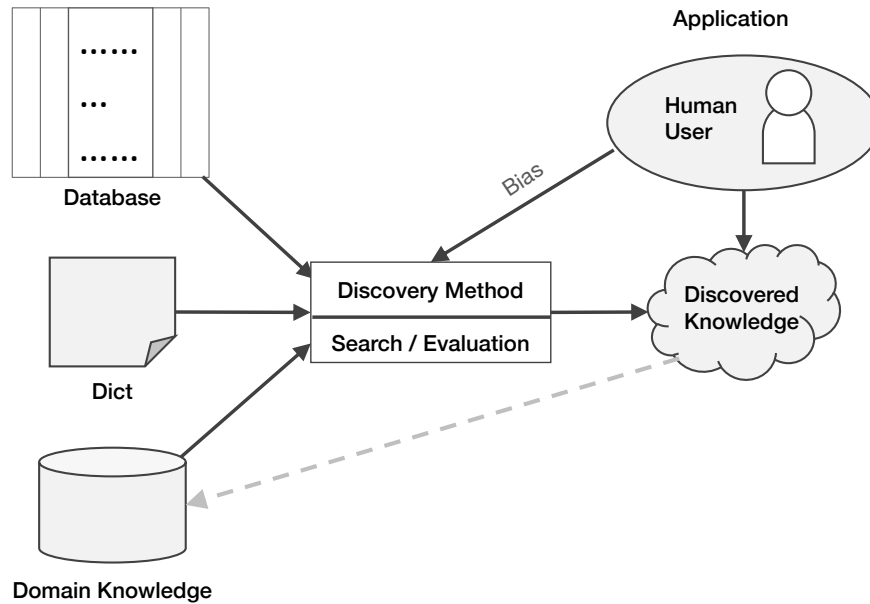 Application
......
...
......
Human
User
Database
Bias
Discovery Method
Search / Evaluation
Discovered
Knowledge
Dict
Domain Knowledge